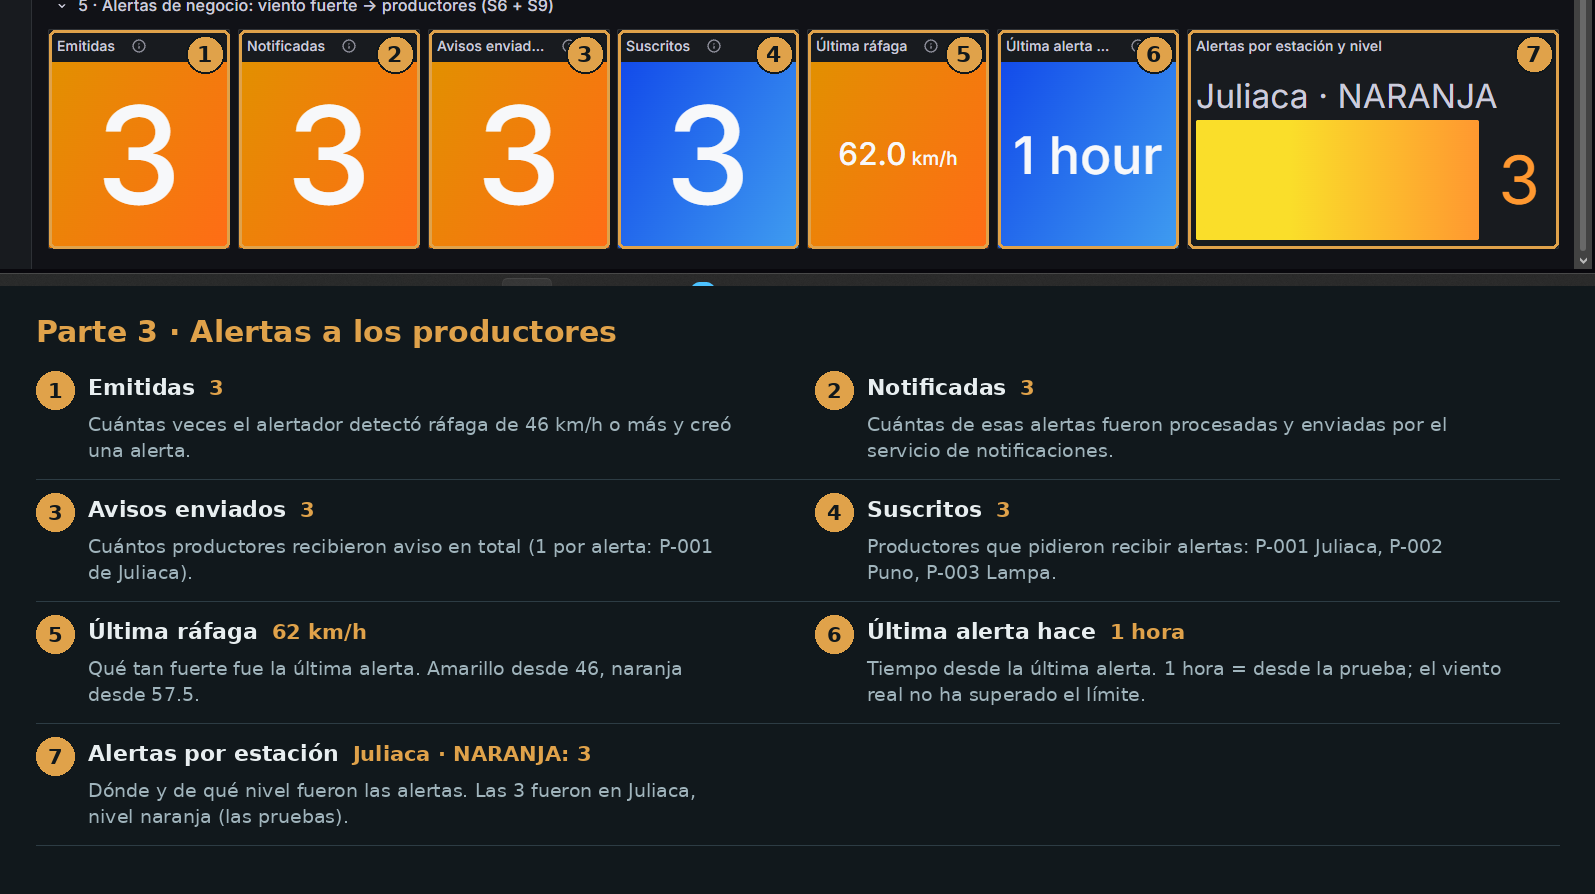 5 · Alertas de negocio: viento fuerte → productores (S6 + S9)
Emitidas 1
3
Notificadas 2
3
Avisos enviad... 3
3
Suscritos 4
3
Última ráfaga 5
62.0 km/h
Última alerta ... 6
1 hour
Alertas por estación y nivel 7
Juliaca · NARANJA
3
Parte 3 · Alertas a los productores
1 Emitidas 3
Cuántas veces el alertador detectó ráfaga de 46 km/h o más y creó
una alerta.
2 Notificadas 3
Cuántas de esas alertas fueron procesadas y enviadas por el
servicio de notificaciones.
3 Avisos enviados 3
Cuántos productores recibieron aviso en total (1 por alerta: P-001
de Juliaca).
4 Suscritos 3
Productores que pidieron recibir alertas: P-001 Juliaca, P-002
Puno, P-003 Lampa.
5 Última ráfaga 62 km/h
Qué tan fuerte fue la última alerta. Amarillo desde 46, naranja
desde 57.5.
6 Última alerta hace 1 hora
Tiempo desde la última alerta. 1 hora = desde la prueba; el viento
real no ha superado el límite.
7 Alertas por estación Juliaca · NARANJA: 3
Dónde y de qué nivel fueron las alertas. Las 3 fueron en Juliaca,
nivel naranja (las pruebas).